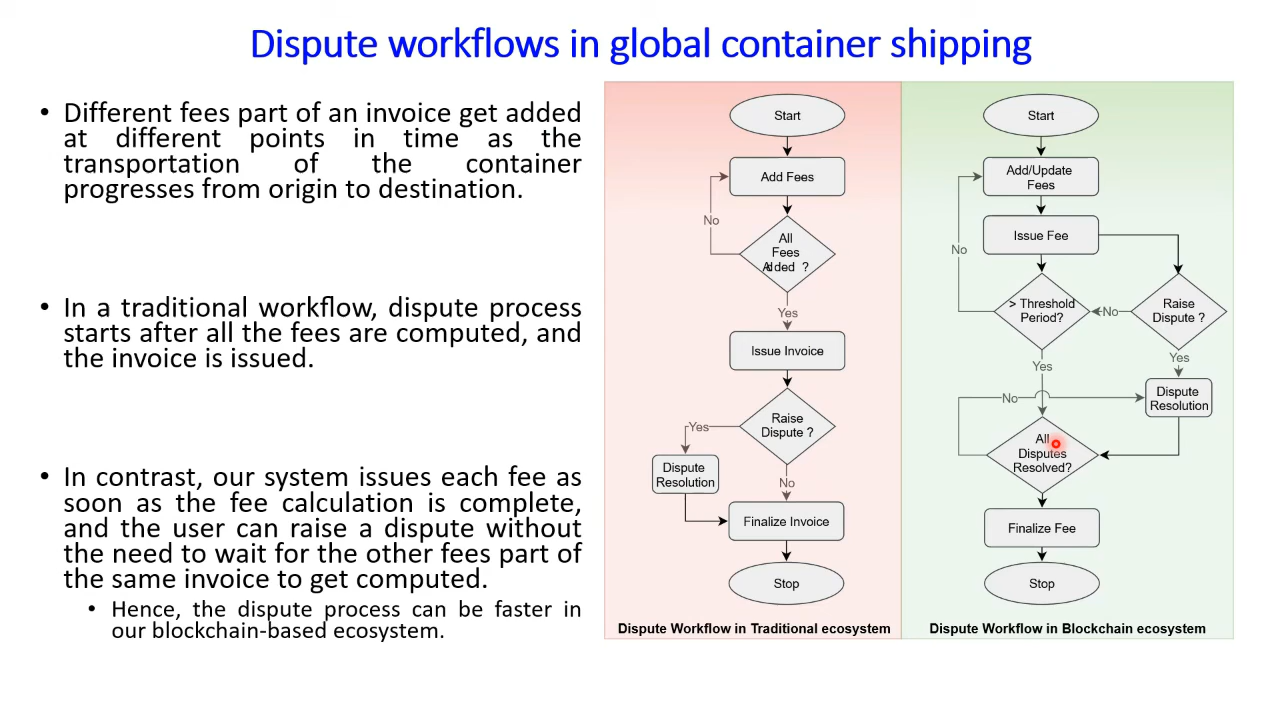 Dispute workflows in global container shipping
• Different fees part of an invoice get added
at different points in time as the
transportation of the container
progresses from origin to destination.
• In a traditional workflow, dispute process
starts after all the fees are computed, and
the invoice is issued.
• In contrast, our system issues each fee as
soon as the fee calculation is complete,
and the user can raise a dispute without
the need to wait for the other fees part of
the same invoice to get computed.
• Hence, the dispute process can be faster in
our blockchain-based ecosystem.
Start
Add Fees
No
All
Fees
Added ?
Yes
Issue Invoice
Raise
Dispute ?
Yes
Dispute
Resolution
No
Finalize Invoice
Stop
Dispute Workflow in Traditional ecosystem
Start
Add/Update
Fees
Issue Fee
No
> Threshold
Period?
No
Raise
Dispute ?
Yes
Yes
Dispute
Resolution
No
All
Disputes
Resolved?
Finalize Fee
Stop
Dispute Workflow in Blockchain ecosystem